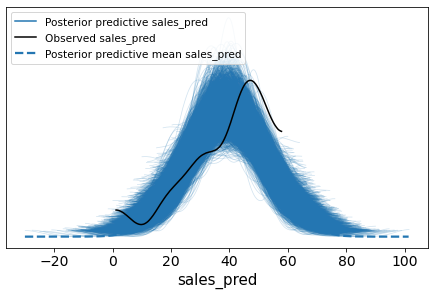 Posterior predictive sales_pred
Observed sales_pred
Posterior predictive mean sales_pred
−20 0 20 40 60 80 100
sales_pred